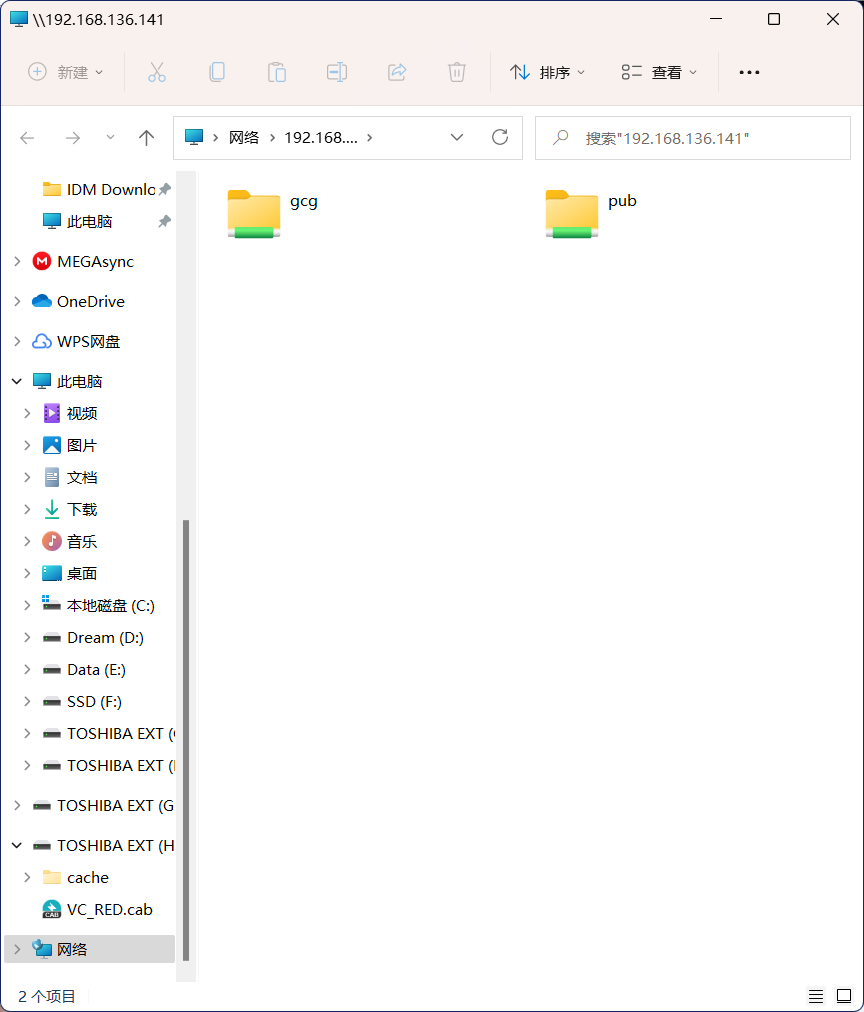 \\192.168.136.141
新建
排序
查看
网络
192.168....
搜索"192.168.136.141"
IDM Downlo
此电脑
MEGAsync
OneDrive
WPS网盘
此电脑
视频
图片
文档
下载
音乐
桌面
本地磁盘 (C:)
Dream (D:)
Data (E:)
SSD (F:)
TOSHIBA EXT (
TOSHIBA EXT (
TOSHIBA EXT (G
TOSHIBA EXT (H
cache
CAB
VC_RED.cab
网络
gcg
pub
2 个项目